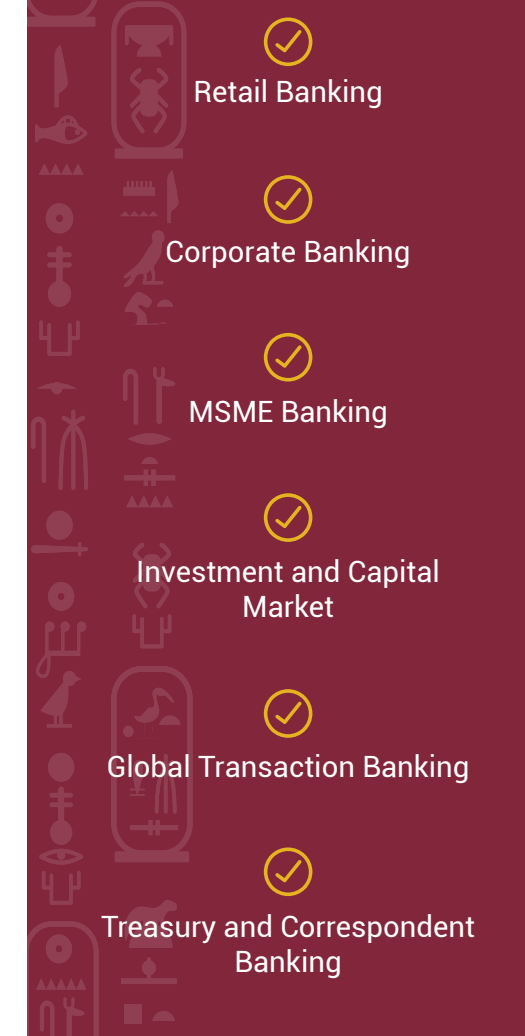 Retail Banking
Corporate Banking
MSME Banking
Investment and Capital
Market
Global Transaction Banking
Treasury and Correspondent
Banking